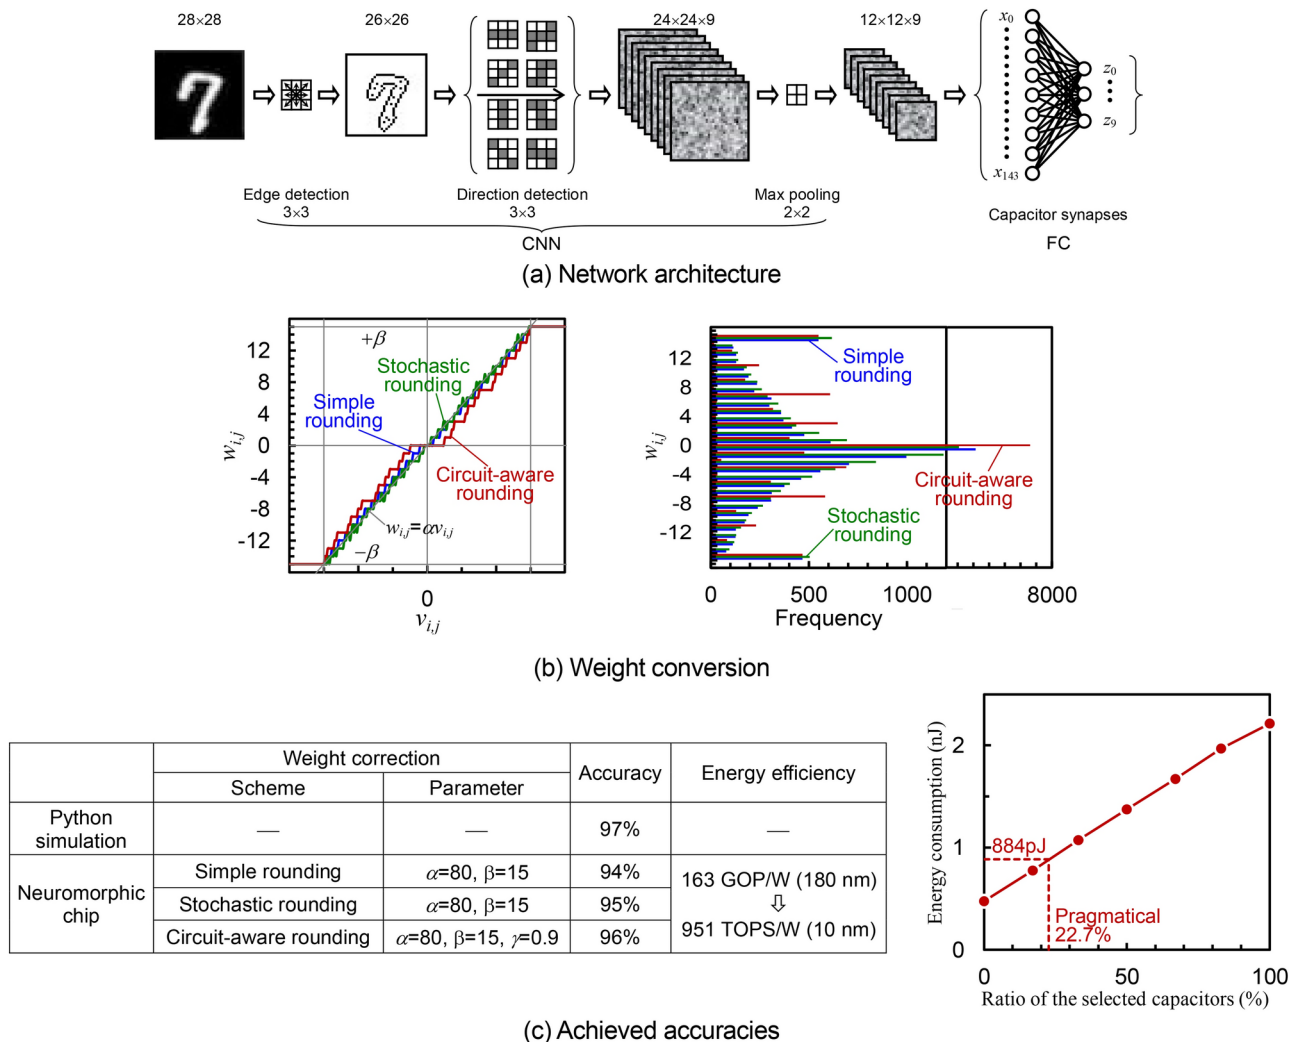 28×28
26×26
24×24×9
12×12×9
x0
x143
z0
z9
Edge detection
3×3
Direction detection
3×3
Max pooling
2×2
Capacitor synapses
CNN
FC
(a) Network architecture
12
8
4
0
-4
-8
-12
wi,j
+β
Stochastic
rounding
Simple
rounding
Circuit-aware
rounding
wi,j=αvi,j
−β
0
vi,j
12
8
4
0
-4
-8
-12
wi,j
Simple
rounding
Circuit-aware
rounding
Stochastic
rounding
0 500 1000 8000
Frequency
(b) Weight conversion
Weight correction
Accuracy
Energy efficiency
Scheme
Parameter
Python
simulation
—
—
97%
—
Neuromorphic
chip
Simple rounding
α=80, β=15
94%
Stochastic rounding
α=80, β=15
95%
Circuit-aware rounding
α=80, β=15, γ=0.9
96%
163 GOP/W (180 nm)
⇩
951 TOPS/W (10 nm)
Energy consumption (nJ)
2
1
0
884pJ
Pragmatical
22.7%
0 50 100
Ratio of the selected capacitors (%)
(c) Achieved accuracies